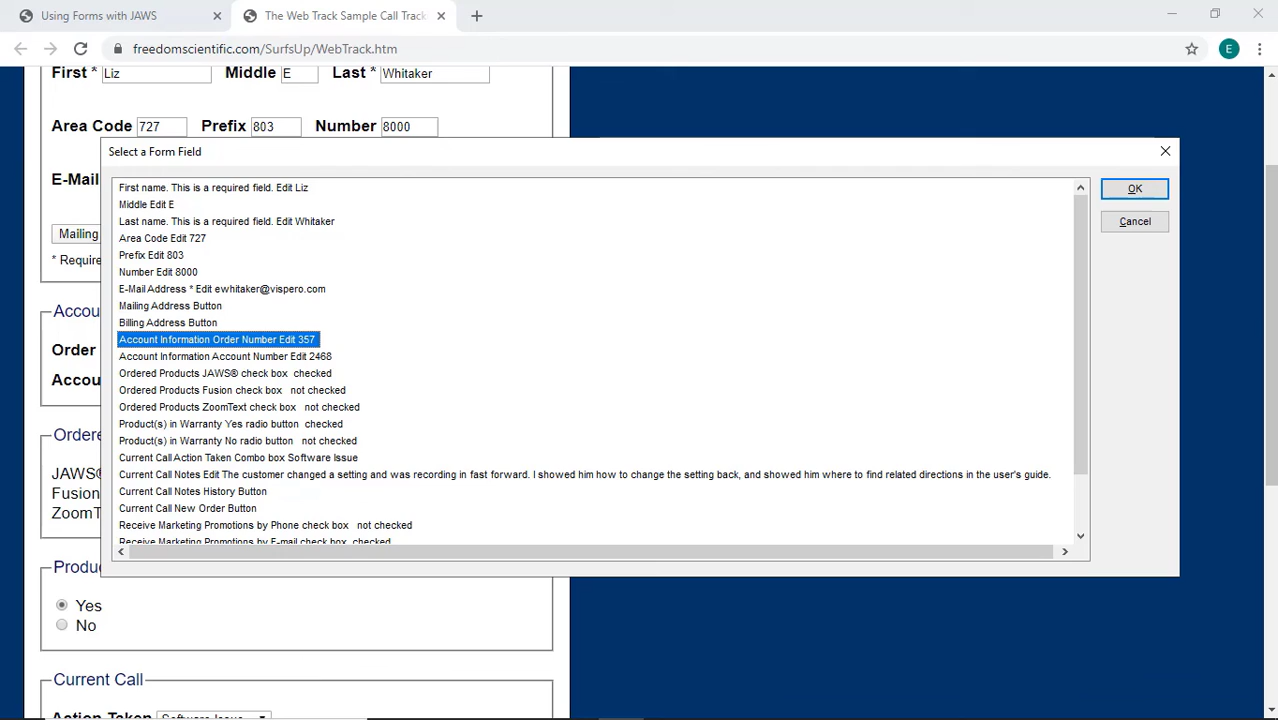 Using Forms with JAWS
The Web Track Sample Call Track
freedomscientific.com/SurfsUp/WebTrack.htm
E
First * Liz Middle E Last * Whitaker
Area Code 727 Prefix 803 Number 8000
E-Mail
Mailing
* Require
Select a Form Field
First name. This is a required field. Edit Liz
Middle Edit E
Last name. This is a required field. Edit Whitaker
Area Code Edit 727
Prefix Edit 803
Number Edit 8000
E-Mail Address * Edit ewhitaker@vispero.com
Mailing Address Button
Billing Address Button
Account Information Order Number Edit 357
Account Information Account Number Edit 2468
Ordered Products JAWS® check box checked
Ordered Products Fusion check box not checked
Ordered Products ZoomText check box not checked
Product(s) in Warranty Yes radio button checked
Product(s) in Warranty No radio button not checked
Current Call Action Taken Combo box Software Issue
Current Call Notes Edit The customer changed a setting and was recording in fast forward. I showed him how to change the setting back, and showed him where to find related directions in the user's guide.
Current Call Notes History Button
Current Call New Order Button
Receive Marketing Promotions by Phone check box not checked
Receive Marketing Promotions by E-mail check box checked
OK
Cancel
Accou
Order
Accou
Ordere
JAWS®
Fusion
ZoomT
Produ
Yes
No
Current Call
Action Taken Software Issue